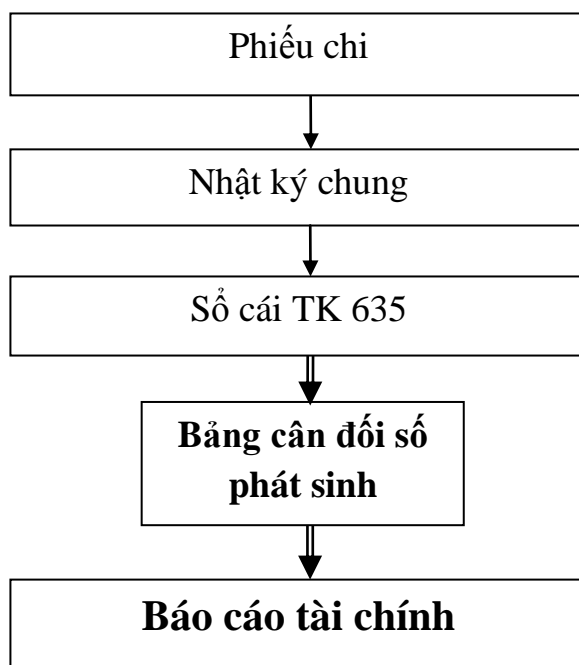 Phiếu chi
Nhật ký chung
Sổ cái TK 635
Bảng cân đối số
phát sinh
Báo cáo tài chính